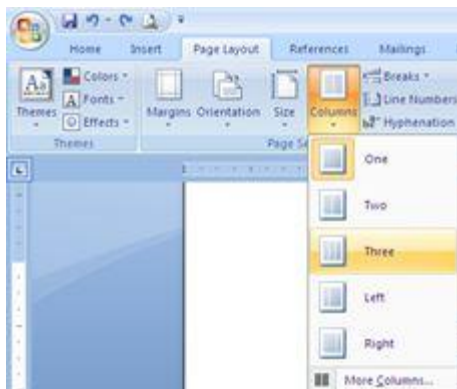 Home Insert Page Layout References Mailings
Themes Colors Fonts Effects Margins Orientation Size Columns Breaks Line Numbers Hyphenation
Themes Page
One
Two
Three
Left
Right
More Columns...